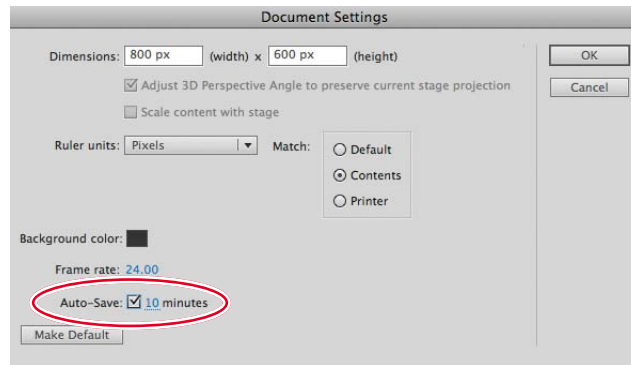 Document Settings
Dimensions: 800 px (width) x 600 px (height)
OK
Adjust 3D Perspective Angle to preserve current stage projection
Cancel
Scale content with stage
Ruler units: Pixels Match: Default
Contents
Printer
Background color:
Frame rate: 24.00
Auto-Save: 10 minutes
Make Default